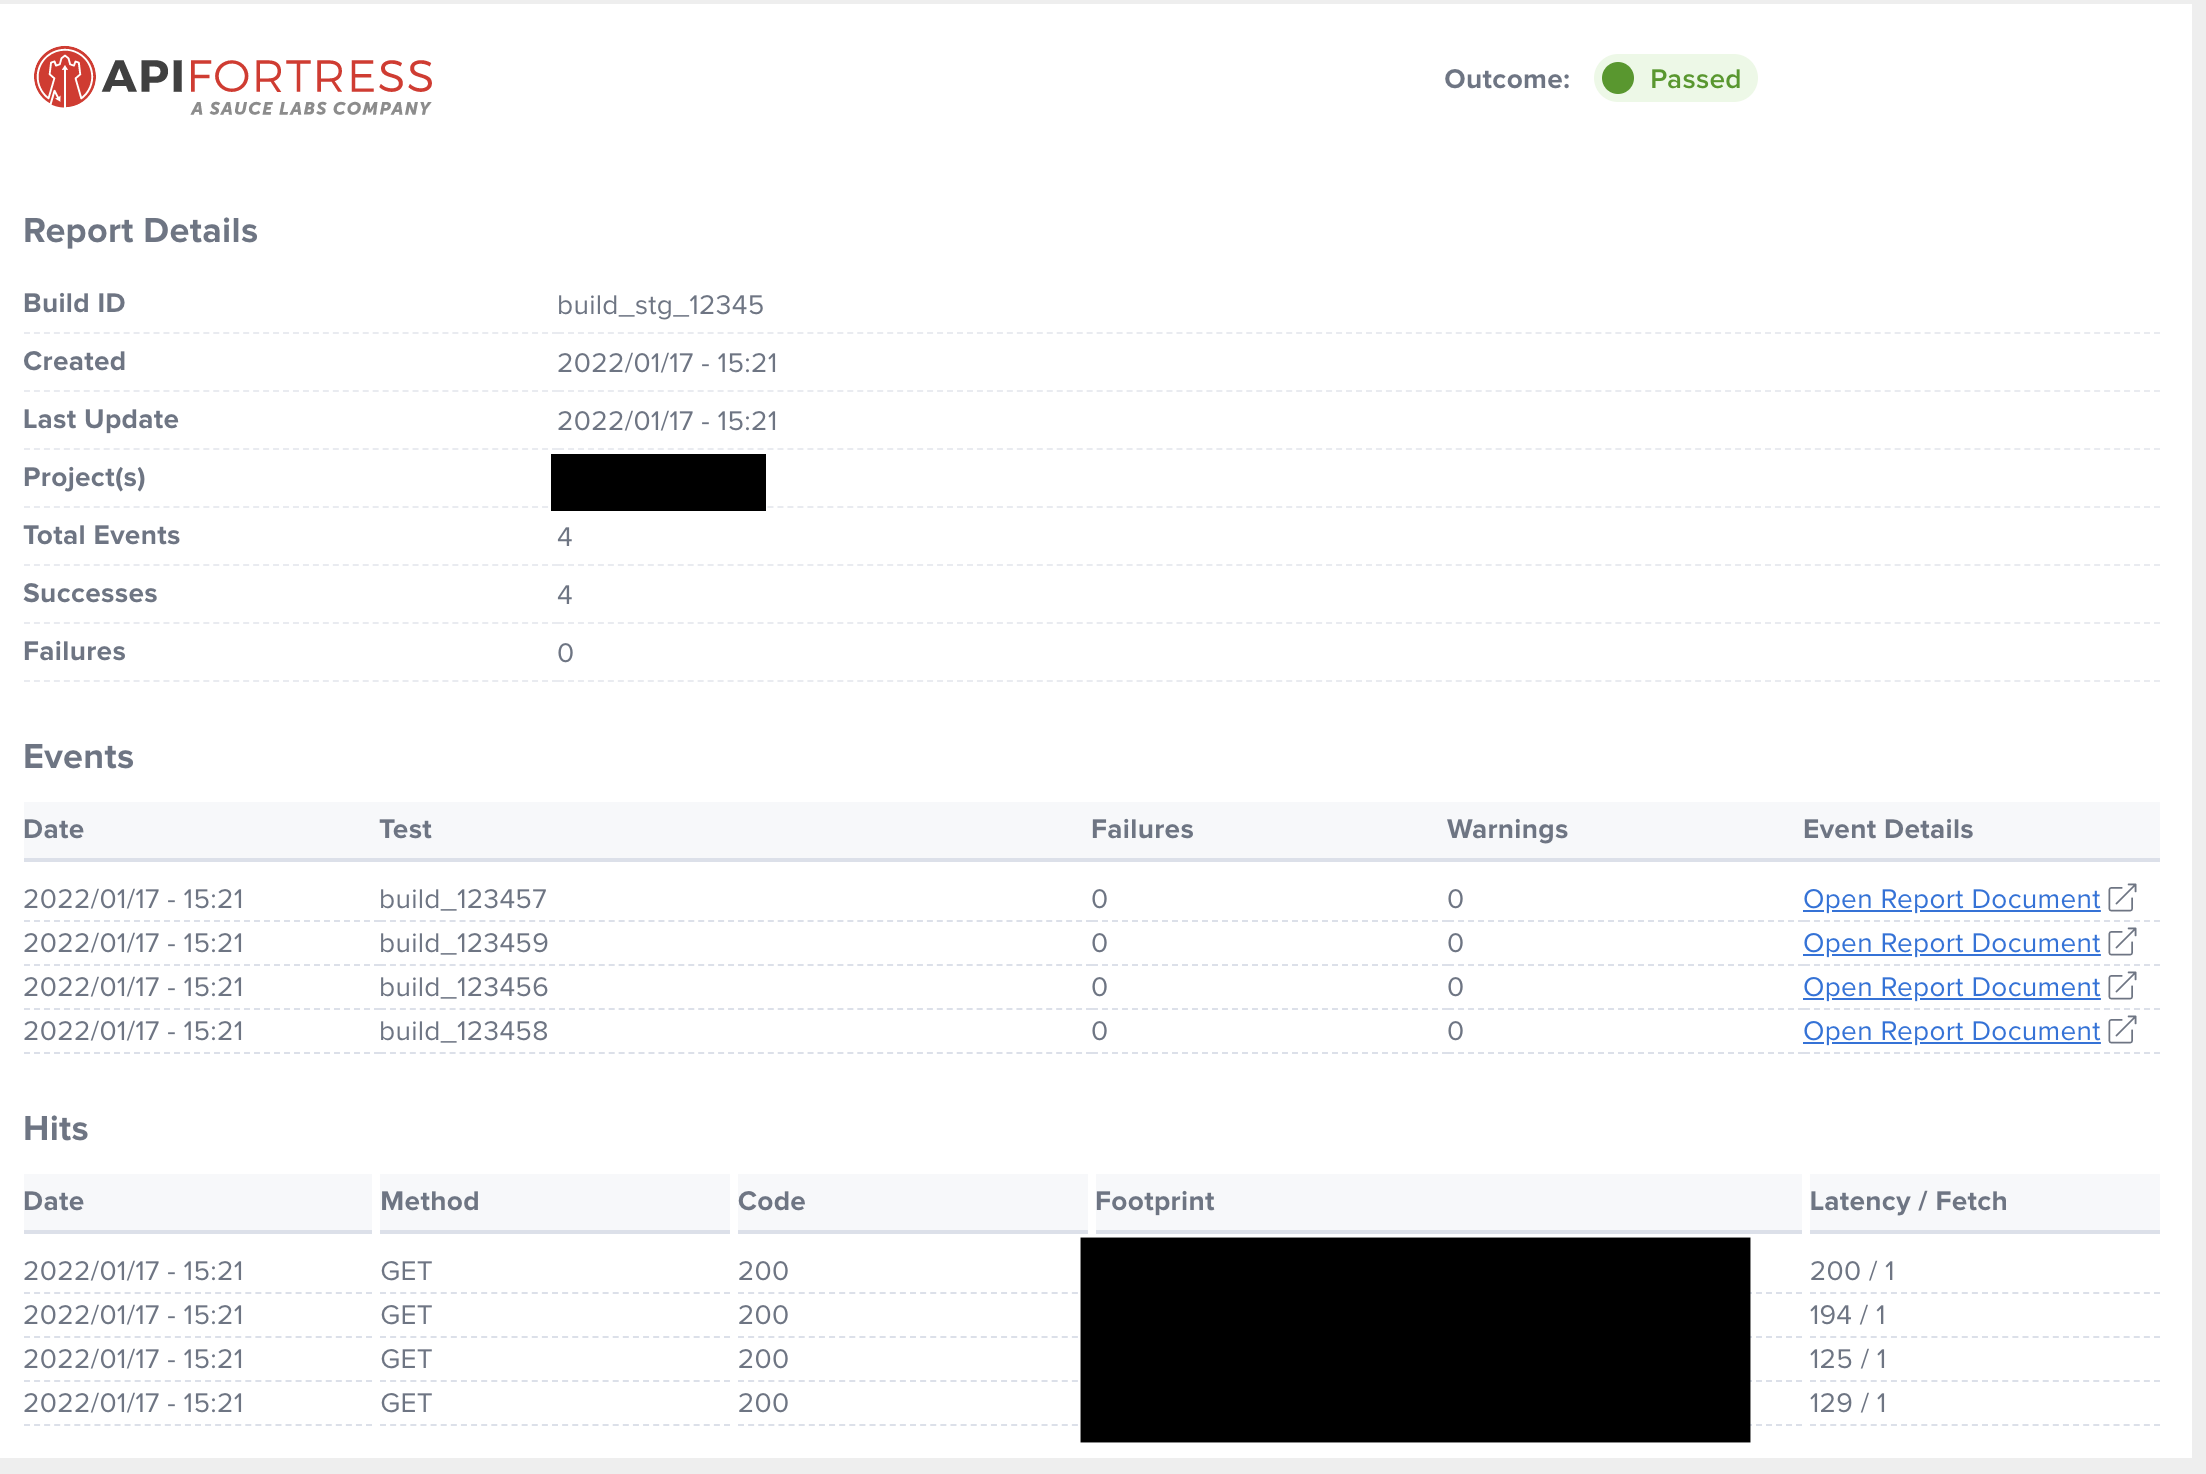 APIFORTRESS
A SAUCE LABS COMPANY
Outcome: Passed
Report Details
Build ID build_stg_12345
Created 2022/01/17 - 15:21
Last Update 2022/01/17 - 15:21
Project(s)
Total Events 4
Successes 4
Failures 0
Events
Date Test Failures Warnings Event Details
2022/01/17 - 15:21 build_123457 0 0 Open Report Document
2022/01/17 - 15:21 build_123459 0 0 Open Report Document
2022/01/17 - 15:21 build_123456 0 0 Open Report Document
2022/01/17 - 15:21 build_123458 0 0 Open Report Document
Hits
Date Method Code Footprint Latency / Fetch
2022/01/17 - 15:21 GET 200 200 / 1
2022/01/17 - 15:21 GET 200 194 / 1
2022/01/17 - 15:21 GET 200 125 / 1
2022/01/17 - 15:21 GET 200 129 / 1